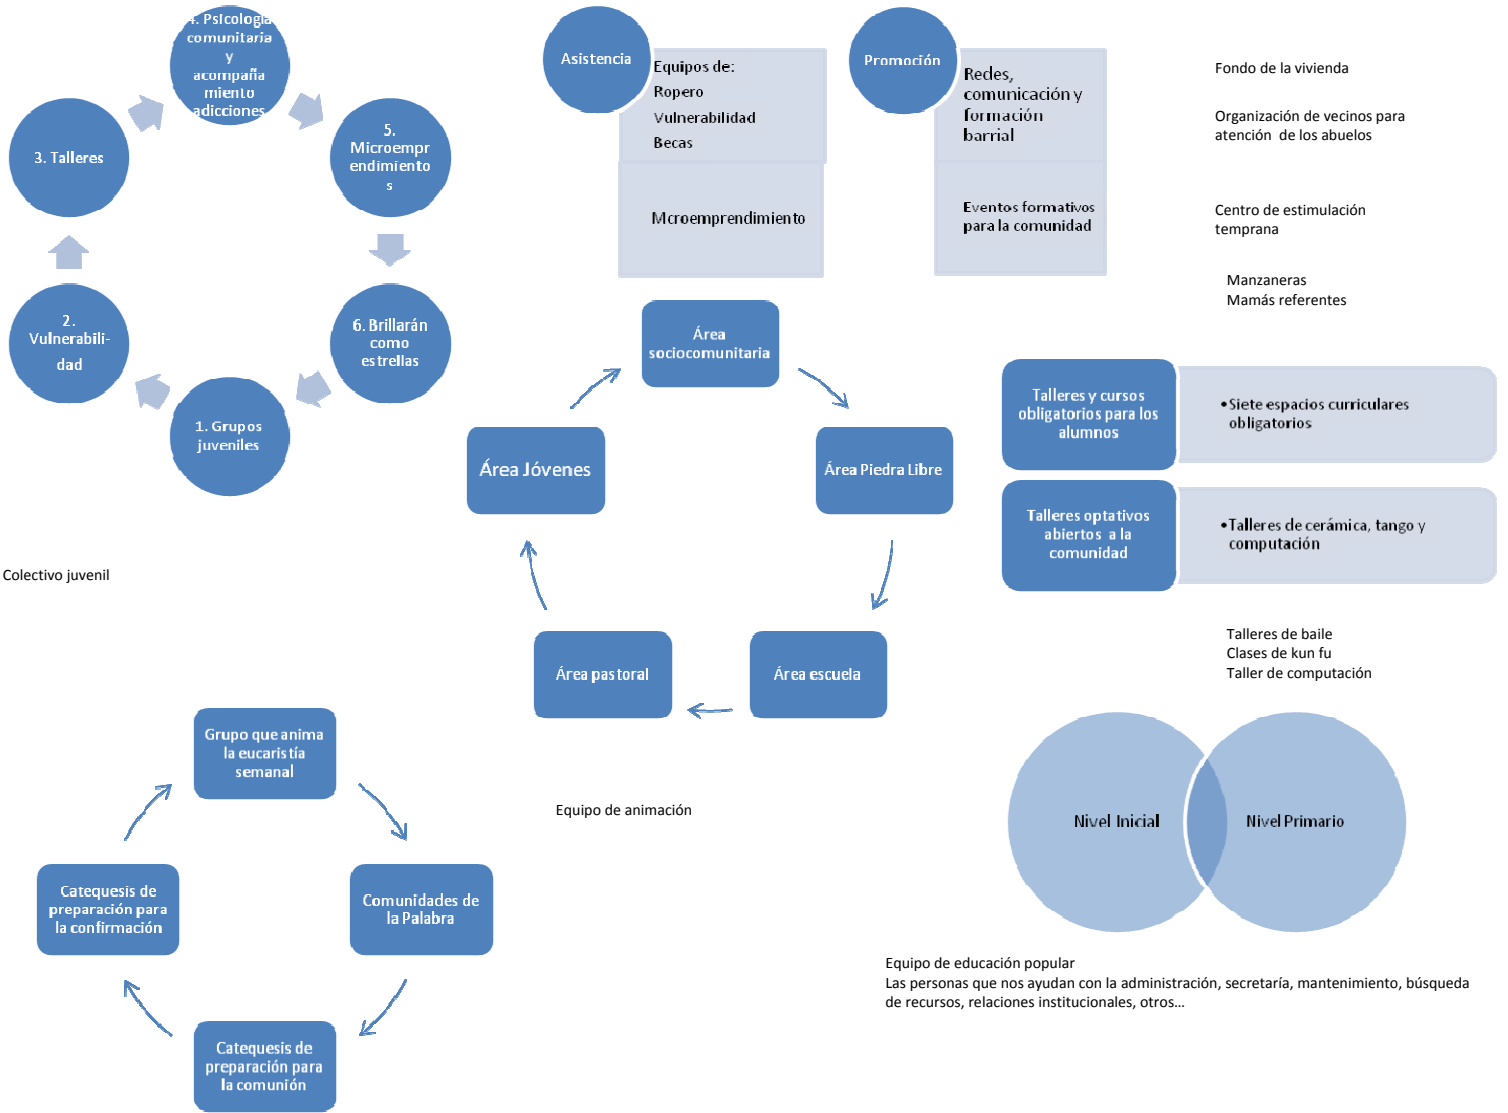 4. Psicología
comunitaria
y
acompaña
miento
adicciones
3. Talleres
5.
Microempr
endimiento
s
2.
Vulnerabili-
dad
6. Brillarán
como
estrellas
1. Grupos
juveniles
Colectivo juvenil
Asistencia
Equipos de:
Ropero
Vulnerabilidad
Becas
Mcroemprendimiento
Promoción
Redes,
comunicación y
formación
barrial
Eventos formativos
para la comunidad
Fondo de la vivienda
Organización de vecinos para
atención  de los abuelos
Centro de estimulación
temprana
Manzaneras
Mamás referentes
Área
sociocomunitaria
Área Jóvenes
Área Piedra Libre
Área pastoral
Área escuela
Equipo de animación
Talleres y cursos
obligatorios para los
alumnos
•Siete espacios curriculares
obligatorios
Talleres optativos
abiertos  a la
comunidad
•Talleres de cerámica, tango y
computación
Talleres de baile
Clases de kun fu
Taller de computación
Grupo que anima
la eucaristía
semanal
Catequesis de
preparación para
la confirmación
Comunidades de
la Palabra
Catequesis de
preparación para
la comunión
Nivel Inicial
Nivel Primario
Equipo de educación popular
Las personas que nos ayudan con la administración, secretaría, mantenimiento, búsqueda
de recursos, relaciones institucionales, otros…